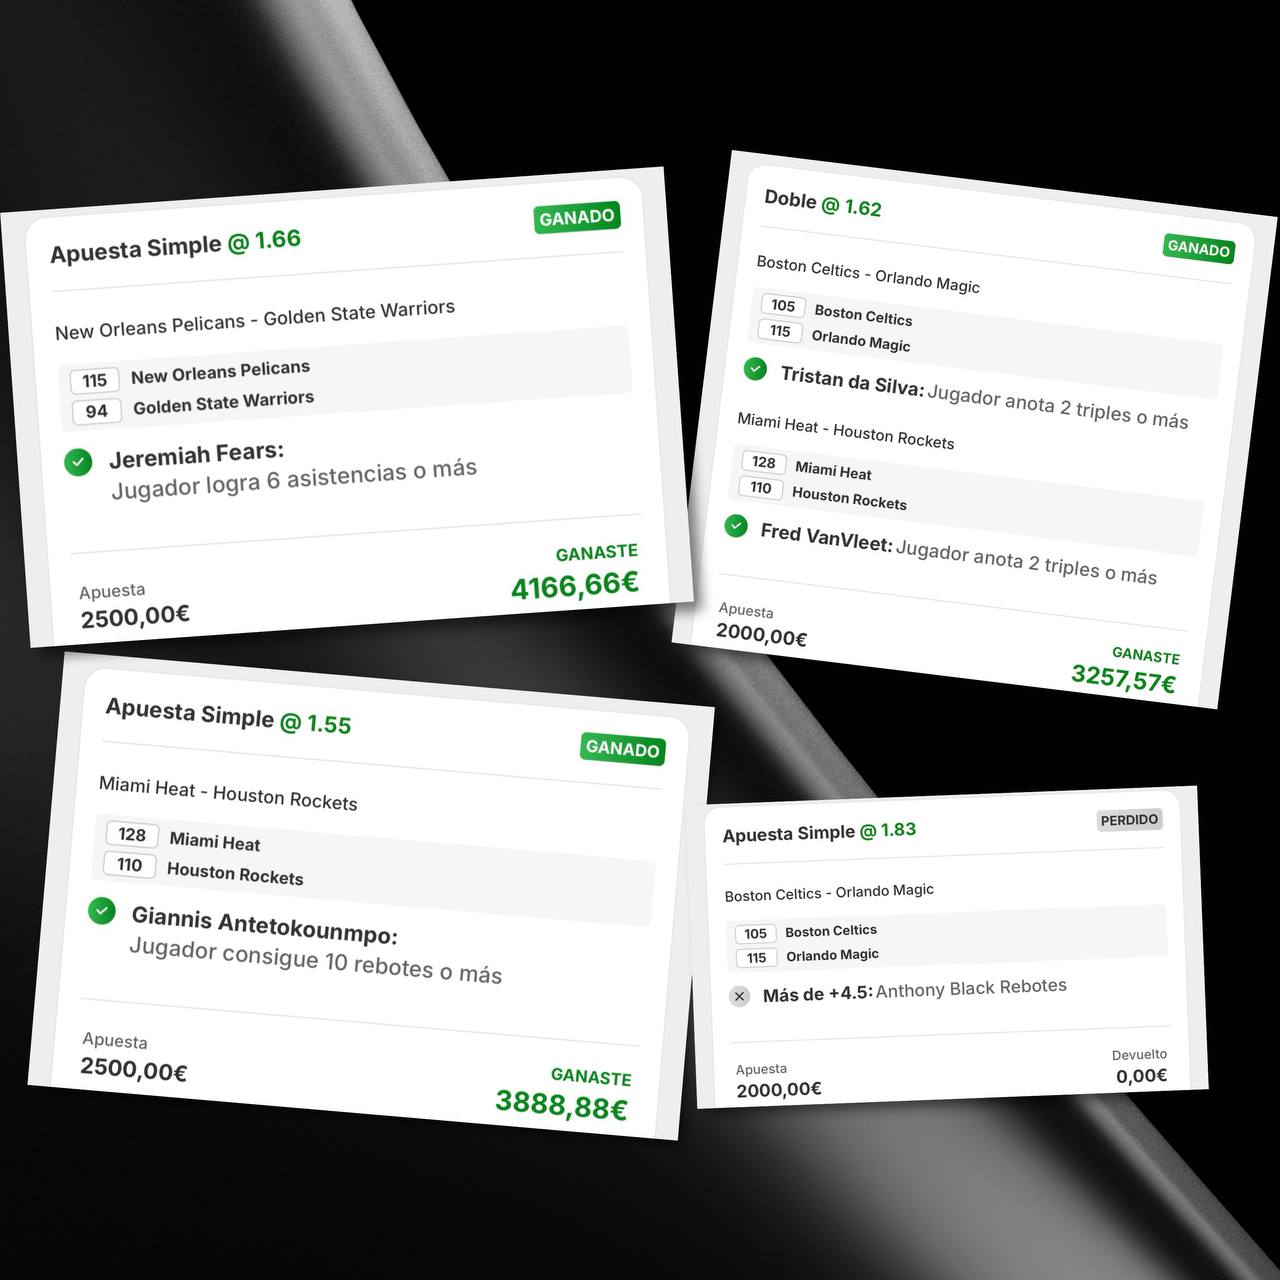 Apuesta Simple @ 1.66
GANADO
New Orleans Pelicans - Golden State Warriors
115 New Orleans Pelicans
94 Golden State Warriors
Jeremiah Fears:
Jugador logra 6 asistencias o más
GANASTE
Apuesta
4166,66€
2500,00€
Doble @ 1.62
GANADO
Boston Celtics - Orlando Magic
105 Boston Celtics
115 Orlando Magic
Tristan da Silva: Jugador anota 2 triples o más
Miami Heat - Houston Rockets
128 Miami Heat
110 Houston Rockets
Fred VanVleet: Jugador anota 2 triples o más
Apuesta
2000,00€
GANASTE
3257,57€
Apuesta Simple @ 1.55
GANADO
Miami Heat - Houston Rockets
128 Miami Heat
110 Houston Rockets
Giannis Antetokounmpo:
Jugador consigue 10 rebotes o más
Apuesta
2500,00€
GANASTE
3888,88€
Apuesta Simple @ 1.83
PERDIDO
Boston Celtics - Orlando Magic
105 Boston Celtics
115 Orlando Magic
Más de +4.5: Anthony Black Rebotes
Apuesta
2000,00€
Devuelto
0,00€